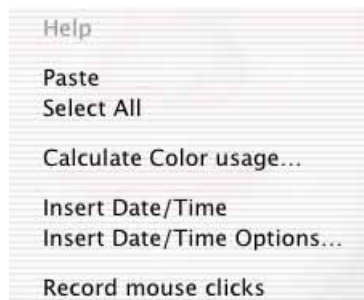 Help
Paste
Select All
Calculate Color usage...
Insert Date/Time
Insert Date/Time Options...
Record mouse clicks